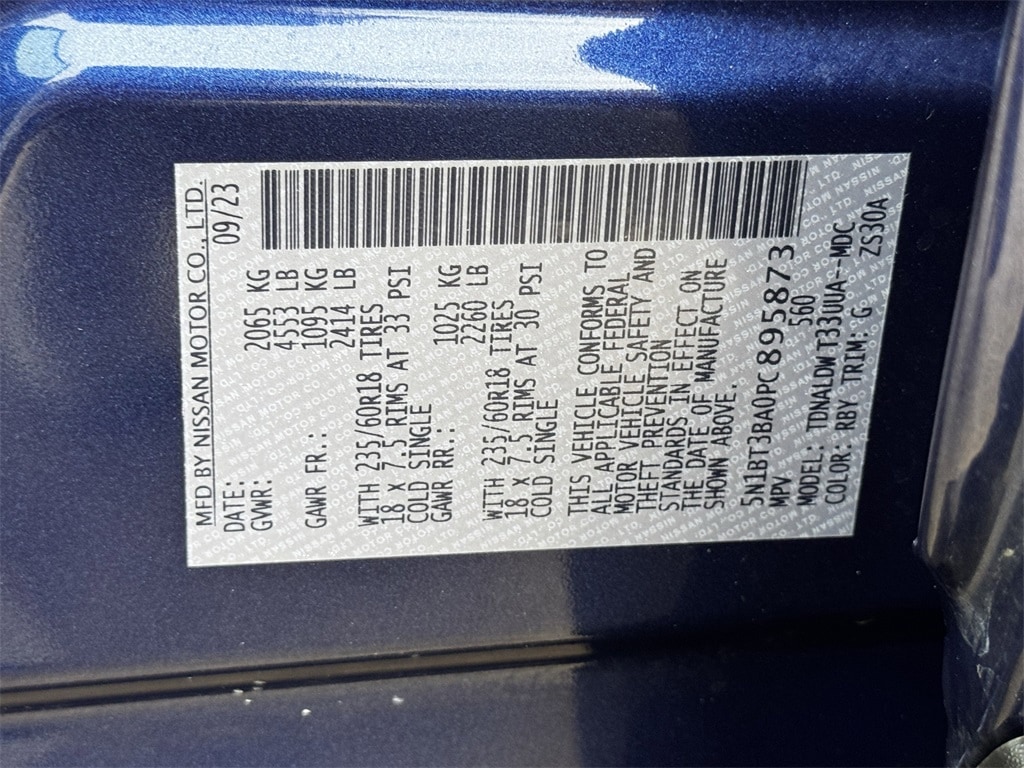 MFD BY NISSAN MOTOR CO., LTD.
DATE: 09/23
GVWR: 2065 KG
4553 LB
GAWR FR.: 1095 KG
2414 LB
WITH 235/60R18 TIRES
18 X 7.5 RIMS AT 33 PSI
COLD SINGLE
GAWR RR.: 1025 KG
2260 LB
WITH 235/60R18 TIRES
18 X 7.5 RIMS AT 30 PSI
COLD SINGLE
THIS VEHICLE CONFORMS TO
ALL APPLICABLE FEDERAL
MOTOR VEHICLE SAFETY AND
THEFT PREVENTION
STANDARDS IN EFFECT ON
THE DATE OF MANUFACTURE
SHOWN ABOVE.
5N1BT3BA0PC895873
MPV 560
MODEL: TDNALDW T33UUA--MDC
COLOR: RBY TRIM: G ZS30A